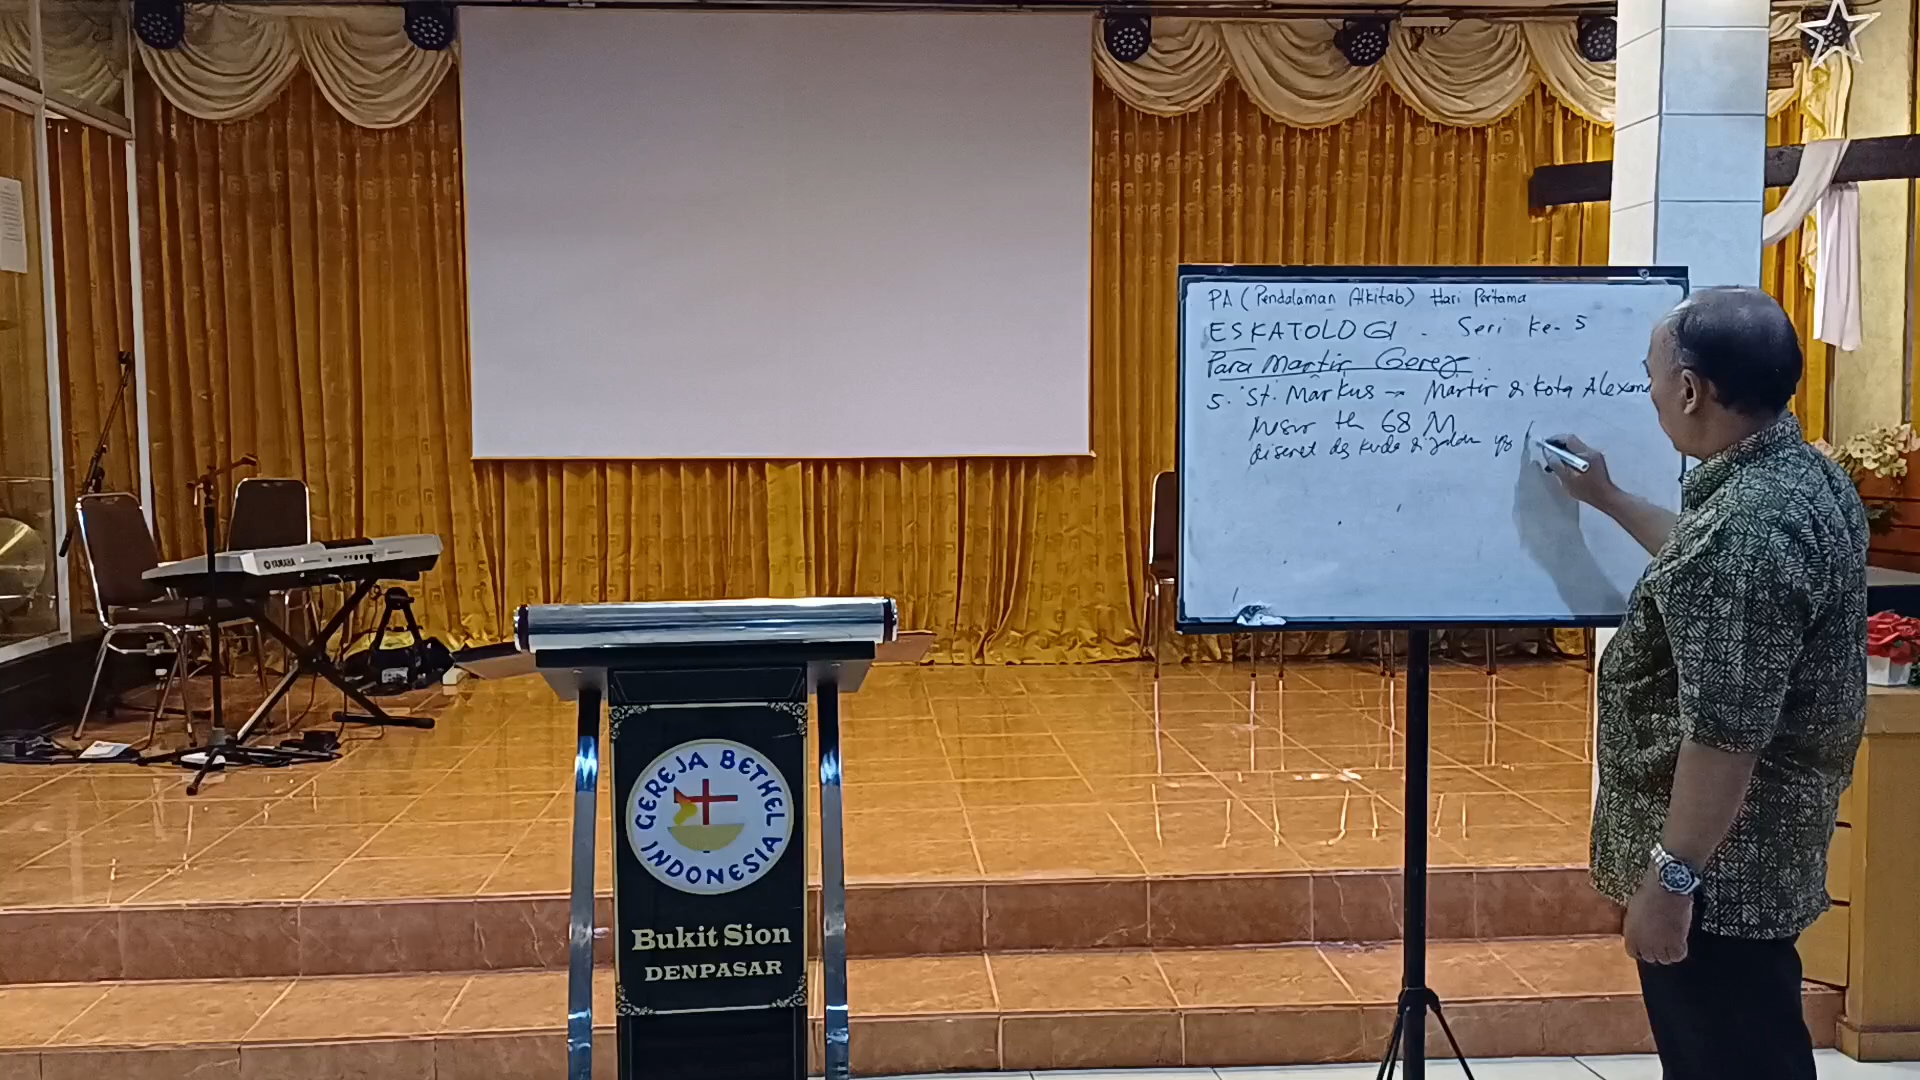 PA (Pendalaman Alkitab) Hari Pertama
ESKATOLOGI - Seri ke-5
Para Martir Gereja
5. St. Markus → Martir di Kota Alexand
Mesir th 68 M
diseret dg kuda di jalan yg
YAMAHA
GEREJA BETHEL INDONESIA
Bukit Sion
DENPASAR